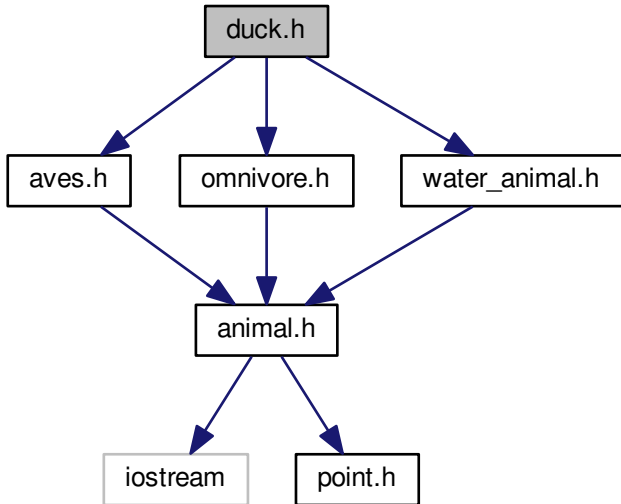 duck.h
aves.h
omnivore.h
water_animal.h
animal.h
iostream
point.h